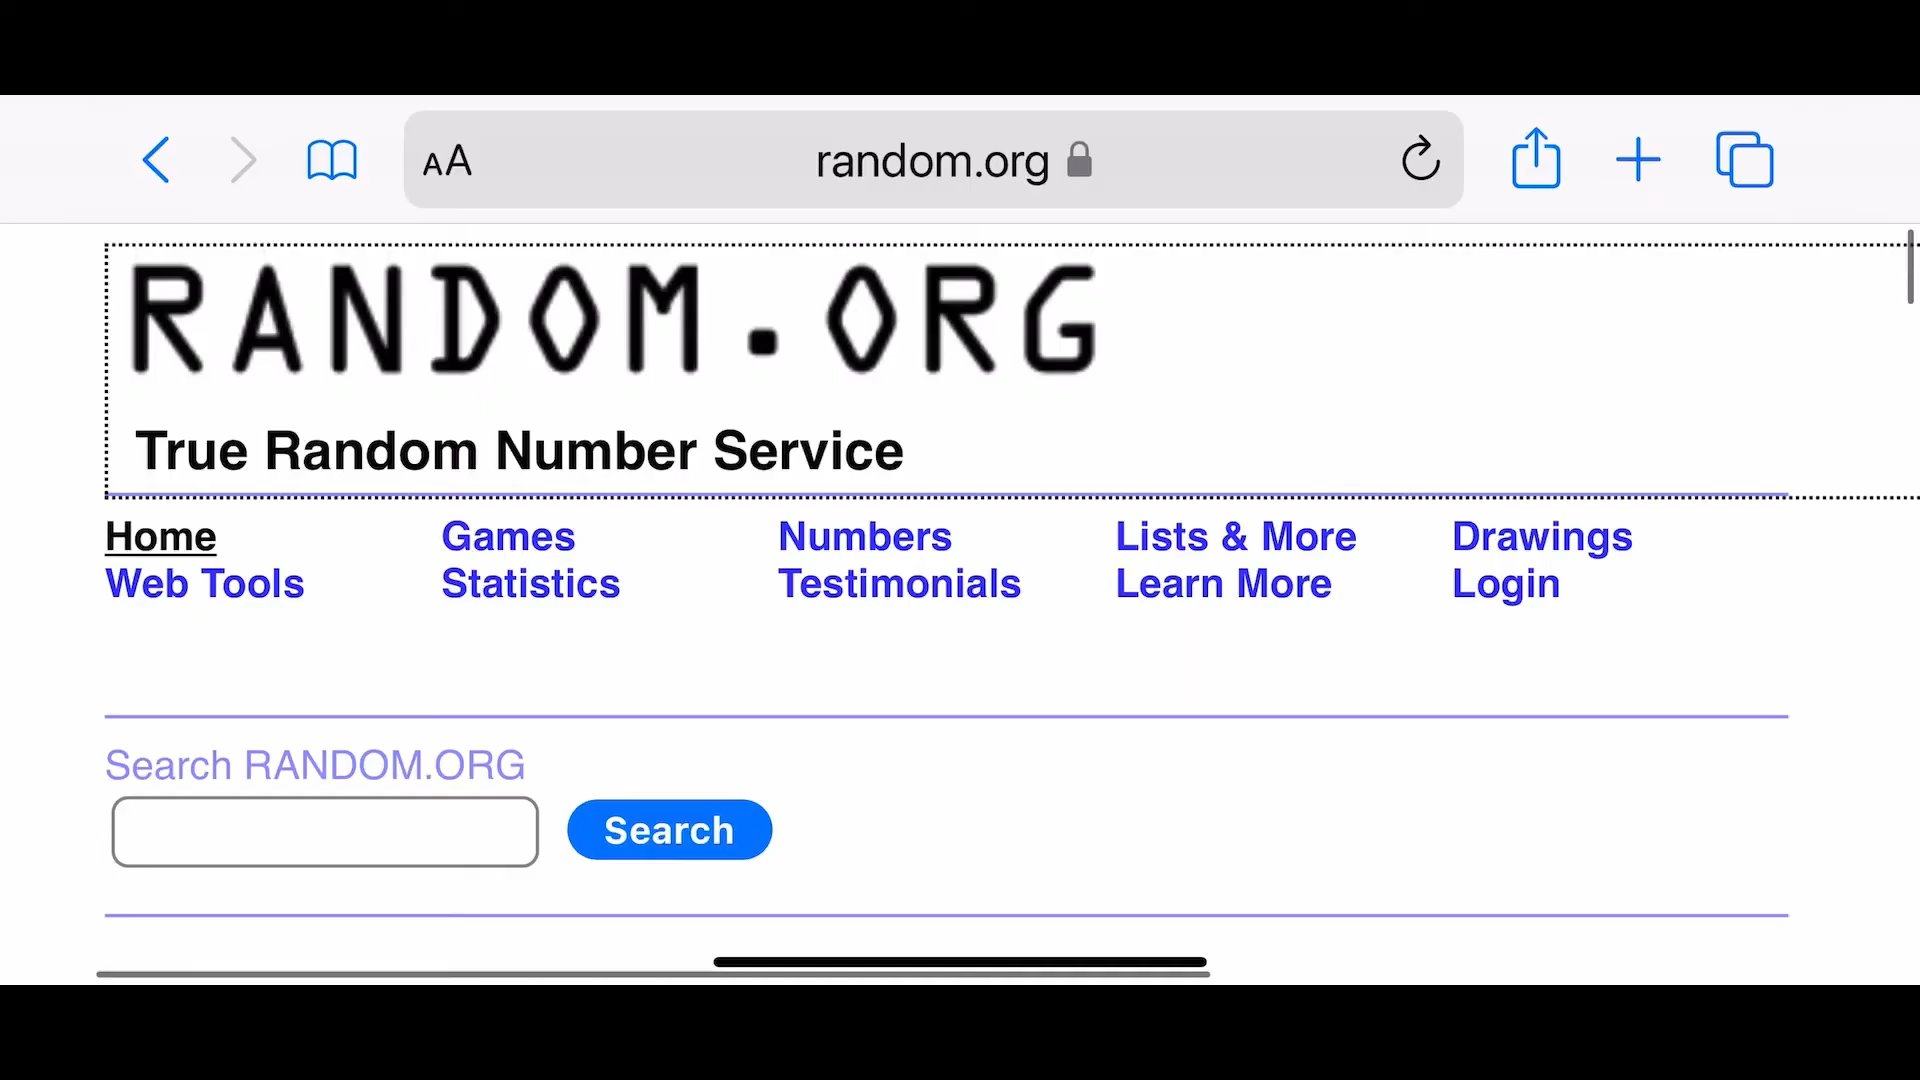 AA random.org
RANDOM.ORG
True Random Number Service
Home Games Numbers Lists & More Drawings
Web Tools Statistics Testimonials Learn More Login
Search RANDOM.ORG
Search